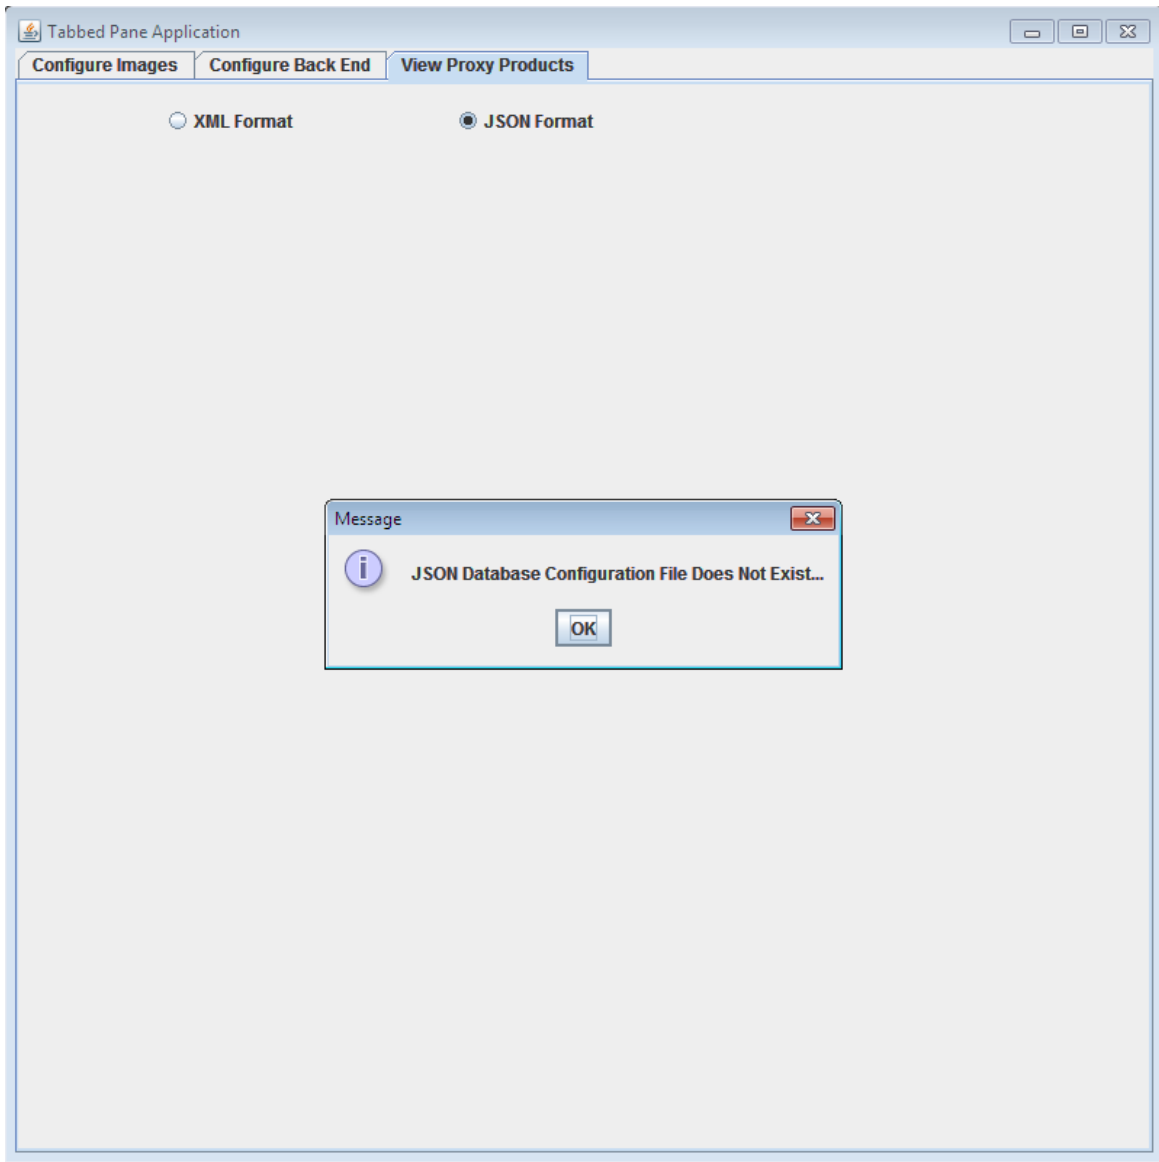 Tabbed Pane Application
Configure Images Configure Back End View Proxy Products
XML Format JSON Format
Message
JSON Database Configuration File Does Not Exist...
OK